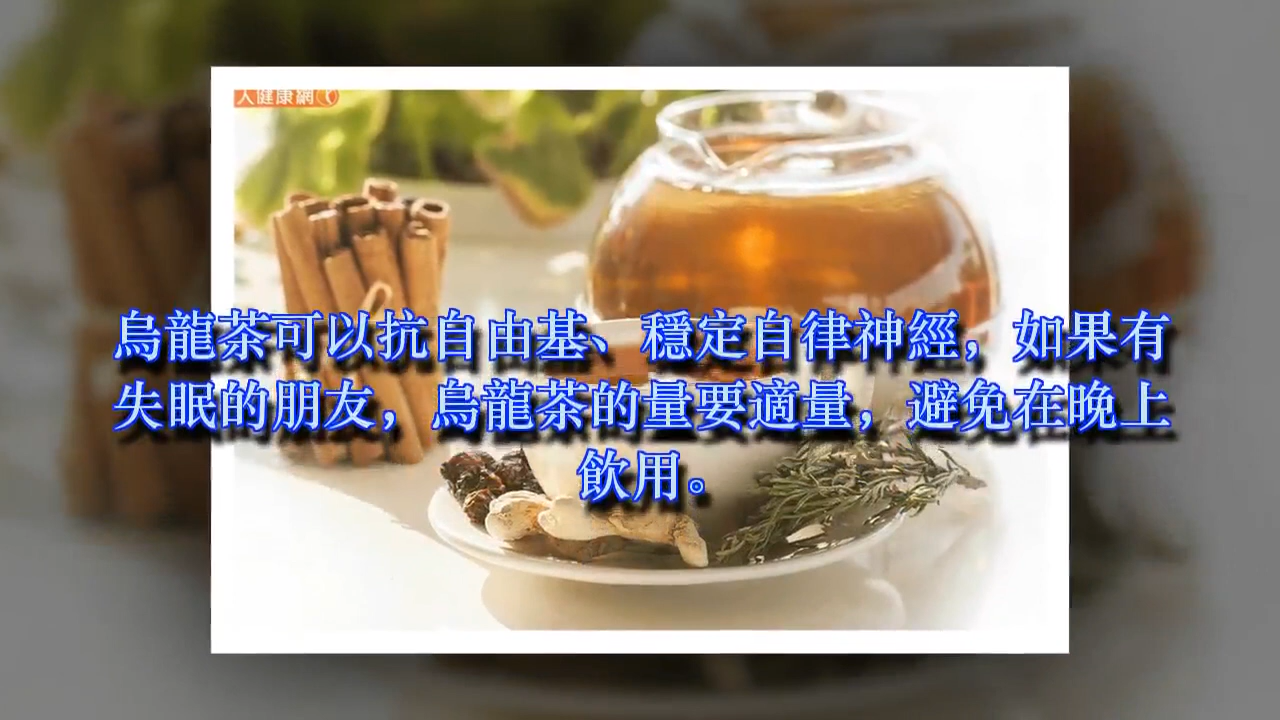 人健康網
烏龍茶可以抗自由基、穩定自律神經，如果有
失眠的朋友，烏龍茶的量要適量，避免在晚上
飲用。